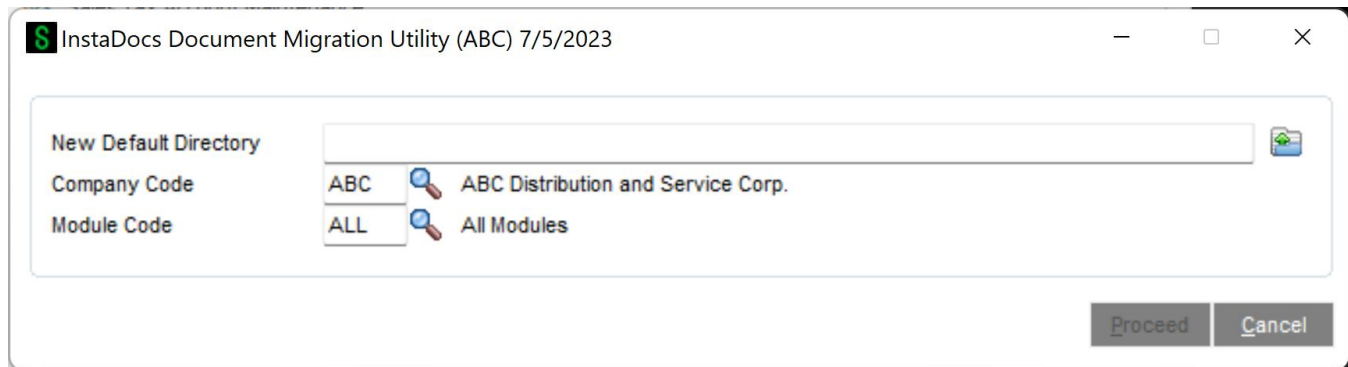 InstaDocs Document Migration Utility (ABC) 7/5/2023
New Default Directory
Company Code ABC ABC Distribution and Service Corp.
Module Code ALL All Modules
Proceed Cancel